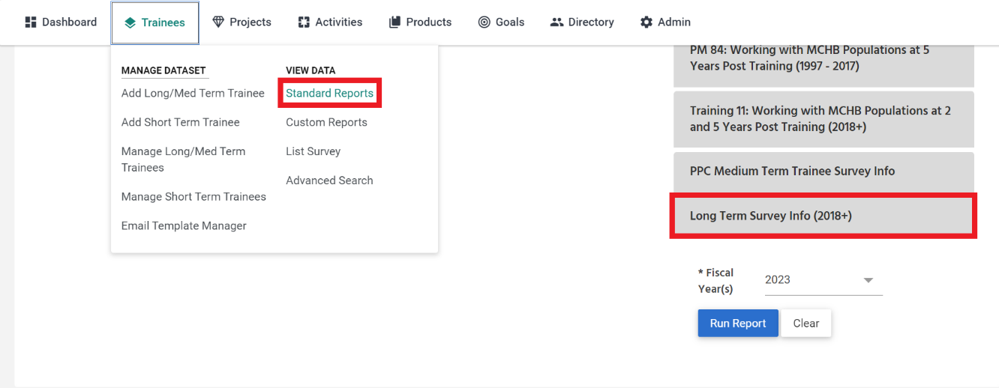 Dashboard Trainees Projects Activities Products Goals Directory Admin
MANAGE DATASET
Add Long/Med Term Trainee
Add Short Term Trainee
Manage Long/Med Term
Trainees
Manage Short Term Trainees
Email Template Manager
VIEW DATA
Standard Reports
Custom Reports
List Survey
Advanced Search
PM 84: Working with MCHB Populations at 5
Years Post Training (1997 - 2017)
Training 11: Working with MCHB Populations at 2
and 5 Years Post Training (2018+)
PPC Medium Term Trainee Survey Info
Long Term Survey Info (2018+)
* Fiscal
Year(s)
2023
Run Report Clear